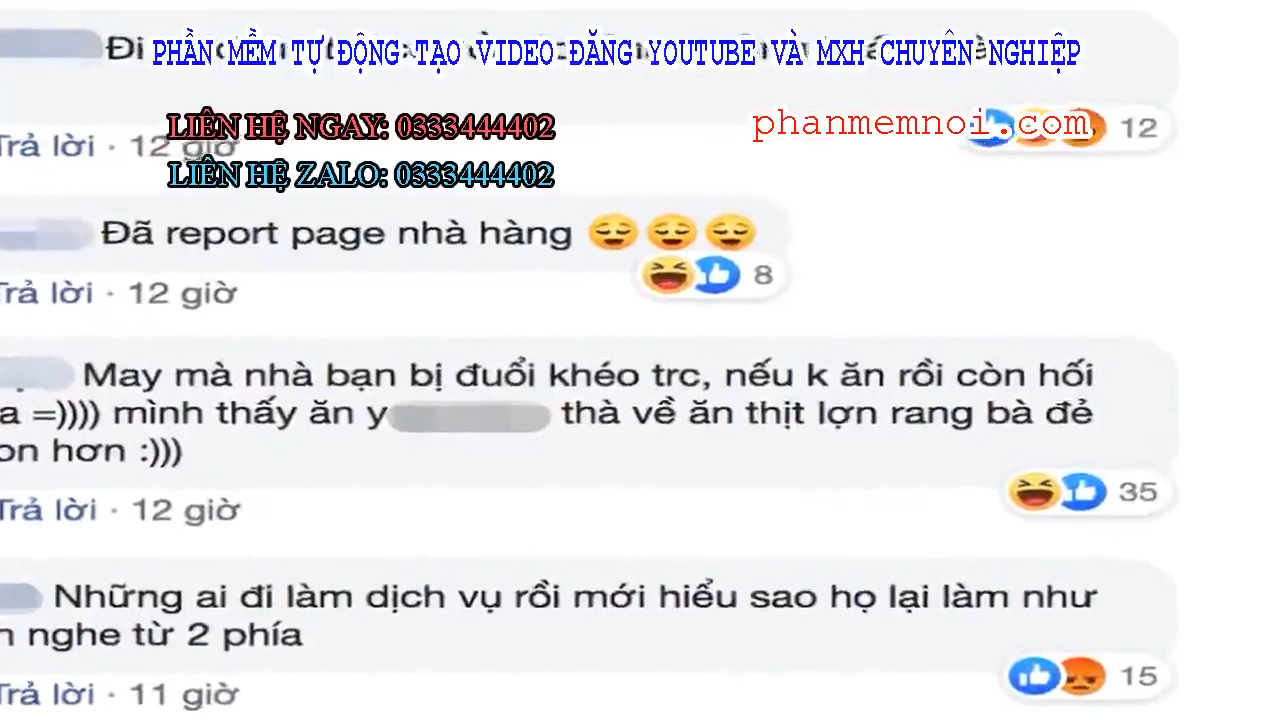 Đi
PHẦN MỀM TỰ ĐỘNG TẠO VIDEO ĐĂNG YOUTUBE VÀ MXH CHUYÊN NGHIỆP
LIÊN HỆ NGAY: 0333444402
phanmemnoi.com
12
Trả lời · 12 giờ
LIÊN HỆ ZALO: 0333444402
Đã report page nhà hàng 😌😌😌
8
Trả lời · 12 giờ
May mà nhà bạn bị đuổi khéo trc, nếu k ăn rồi còn hối
a =)))) mình thấy ăn y thà về ăn thịt lợn rang bà đẻ
on hơn :)))
35
Trả lời · 12 giờ
Những ai đi làm dịch vụ rồi mới hiểu sao họ lại làm như
n nghe từ 2 phía
15
Trả lời · 11 giờ